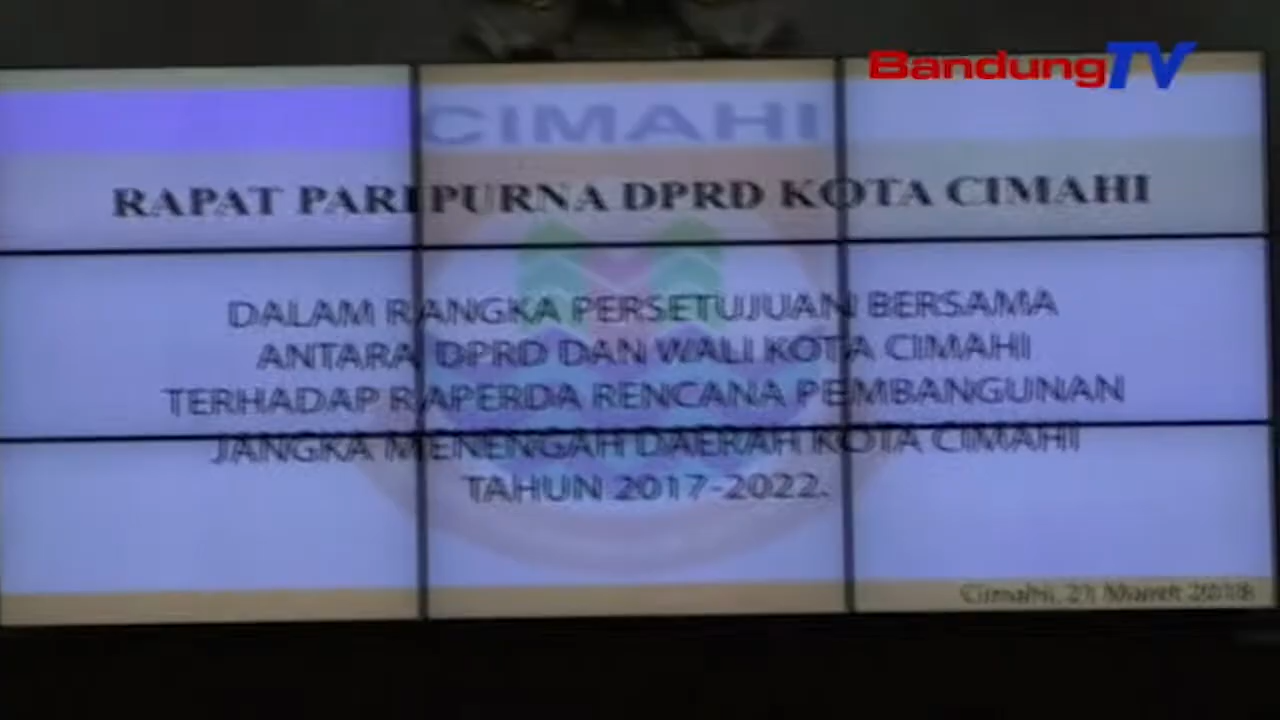 BandungTV
CIMAHI
RAPAT PARIPURNA DPRD KOTA CIMAHI
DALAM RANGKA PERSETUJUAN BERSAMA
ANTARA DPRD DAN WALI KOTA CIMAHI
TERHADAP RAPERDA RENCANA PEMBANGUNAN
JANGKA MENENGAH DAERAH KOTA CIMAHI
TAHUN 2017-2022.
Cimahi, 21 Maret 2018